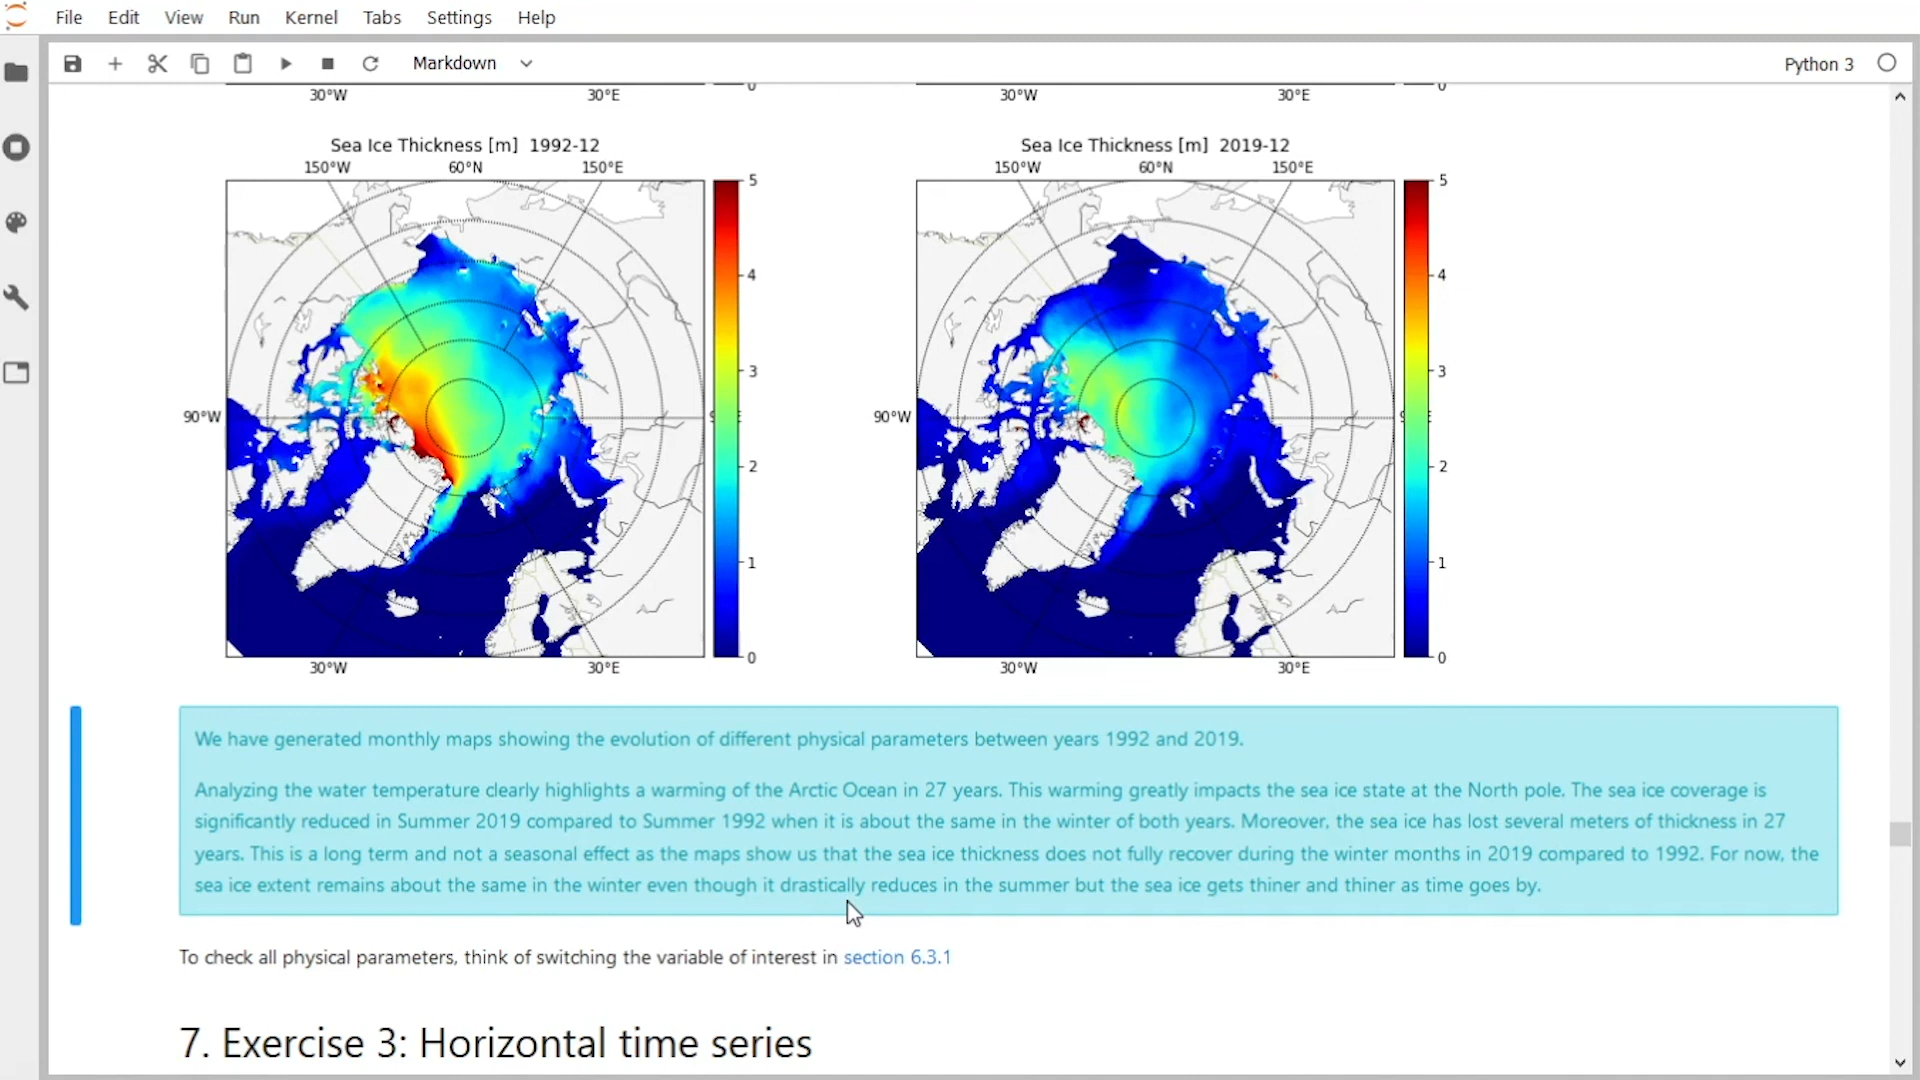 File Edit View Run Kernel Tabs Settings Help
Markdown
Python 3
30°W 30°E 0 30°W 30°E 0
Sea Ice Thickness [m] 1992-12
150°W 60°N 150°E
5
4
3
2
1
0
90°W
30°W 30°E
Sea Ice Thickness [m] 2019-12
150°W 60°N 150°E
5
4
3
2
1
0
90°W
30°W 30°E
We have generated monthly maps showing the evolution of different physical parameters between years 1992 and 2019.
Analyzing the water temperature clearly highlights a warming of the Arctic Ocean in 27 years. This warming greatly impacts the sea ice state at the North pole. The sea ice coverage is
significantly reduced in Summer 2019 compared to Summer 1992 when it is about the same in the winter of both years. Moreover, the sea ice has lost several meters of thickness in 27
years. This is a long term and not a seasonal effect as the maps show us that the sea ice thickness does not fully recover during the winter months in 2019 compared to 1992. For now, the
sea ice extent remains about the same in the winter even though it drastically reduces in the summer but the sea ice gets thiner and thiner as time goes by.
To check all physical parameters, think of switching the variable of interest in section 6.3.1
7. Exercise 3: Horizontal time series